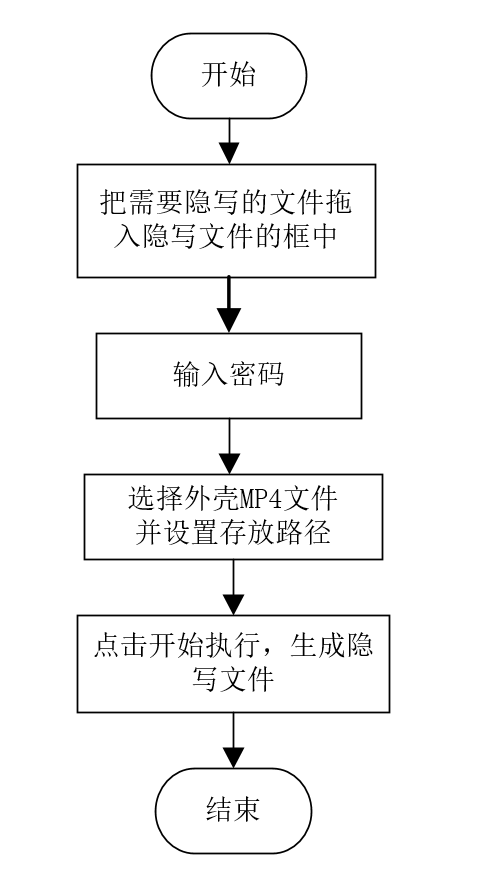 开始
把需要隐写的文件拖
入隐写文件的框中
输入密码
选择外壳MP4文件
并设置存放路径
点击开始执行，生成隐
写文件
结束